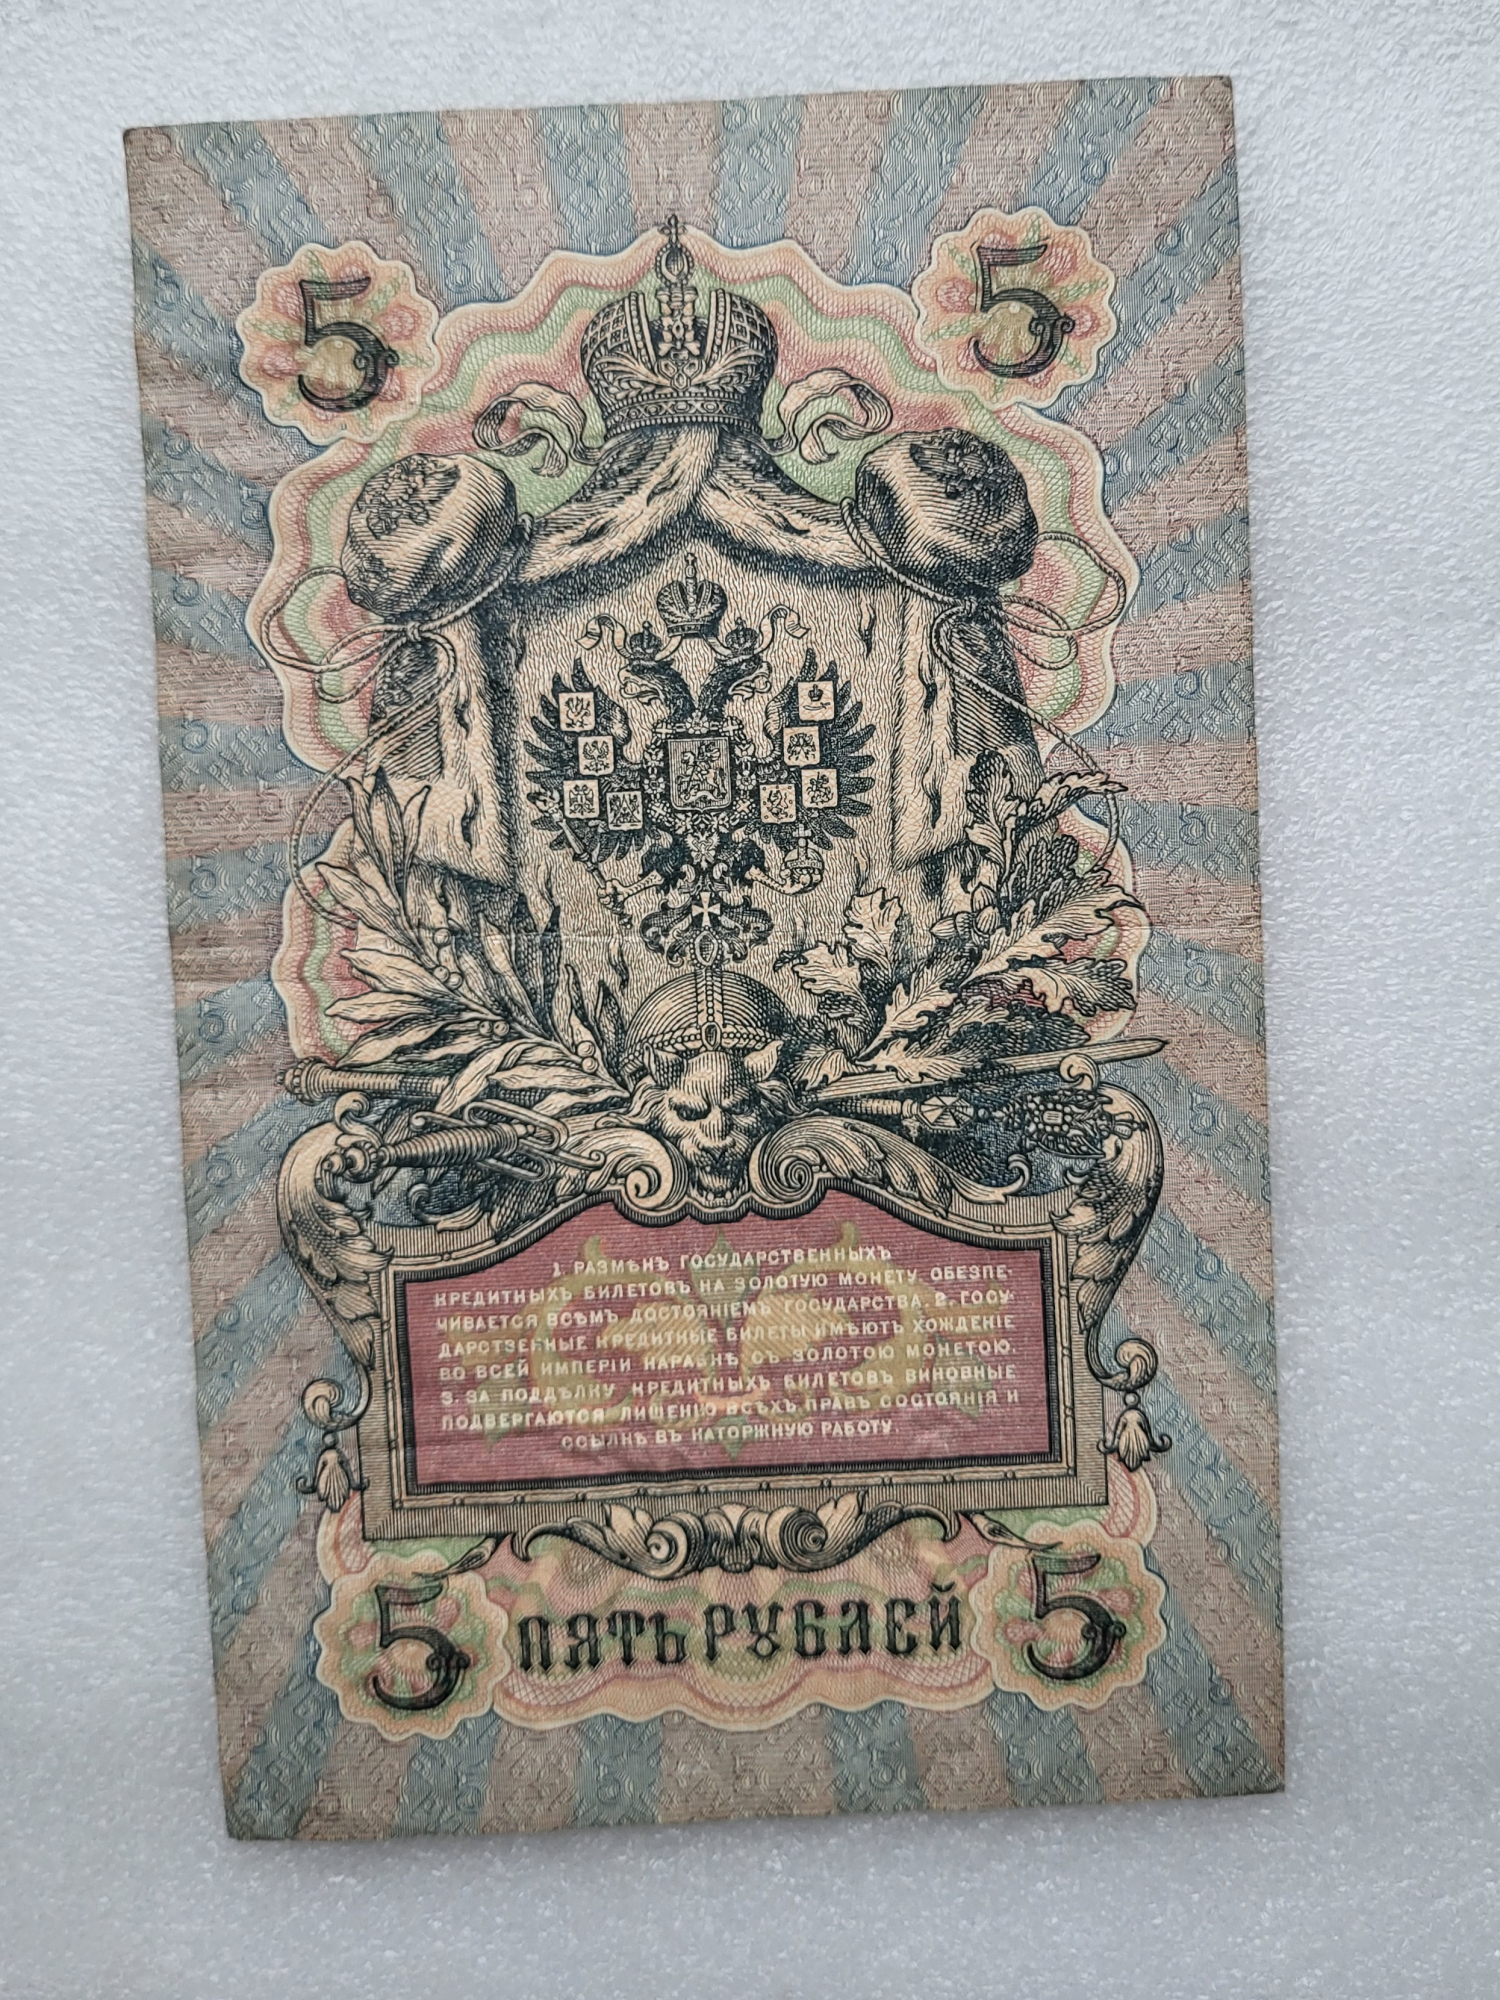 5 5
1. РАЗМѢНЪ ГОСУДАРСТВЕННЫХЪ
КРЕДИТНЫХЪ БИЛЕТОВЪ НА ЗОЛОТУЮ МОНЕТУ ОБЕЗПЕ-
ЧИВАЕТСЯ ВСѢМЪ ДОСТОЯНІЕМЪ ГОСУДАРСТВА. 2. ГОСУ-
ДАРСТВЕННЫЕ КРЕДИТНЫЕ БИЛЕТЫ ИМѢЮТЪ ХОЖДЕНІЕ
ВО ВСЕЙ ИМПЕРІИ НАРАВНѢ СЪ ЗОЛОТОЮ МОНЕТОЮ.
3. ЗА ПОДДѢЛКУ КРЕДИТНЫХЪ БИЛЕТОВЪ ВИНОВНЫЕ
ПОДВЕРГАЮТСЯ ЛИШЕНІЮ ВСѢХЪ ПРАВЪ СОСТОЯНІЯ И
ССЫЛКѢ ВЪ КАТОРЖНУЮ РАБОТУ.
5 ПЯТЬ РУБЛЕЙ 5